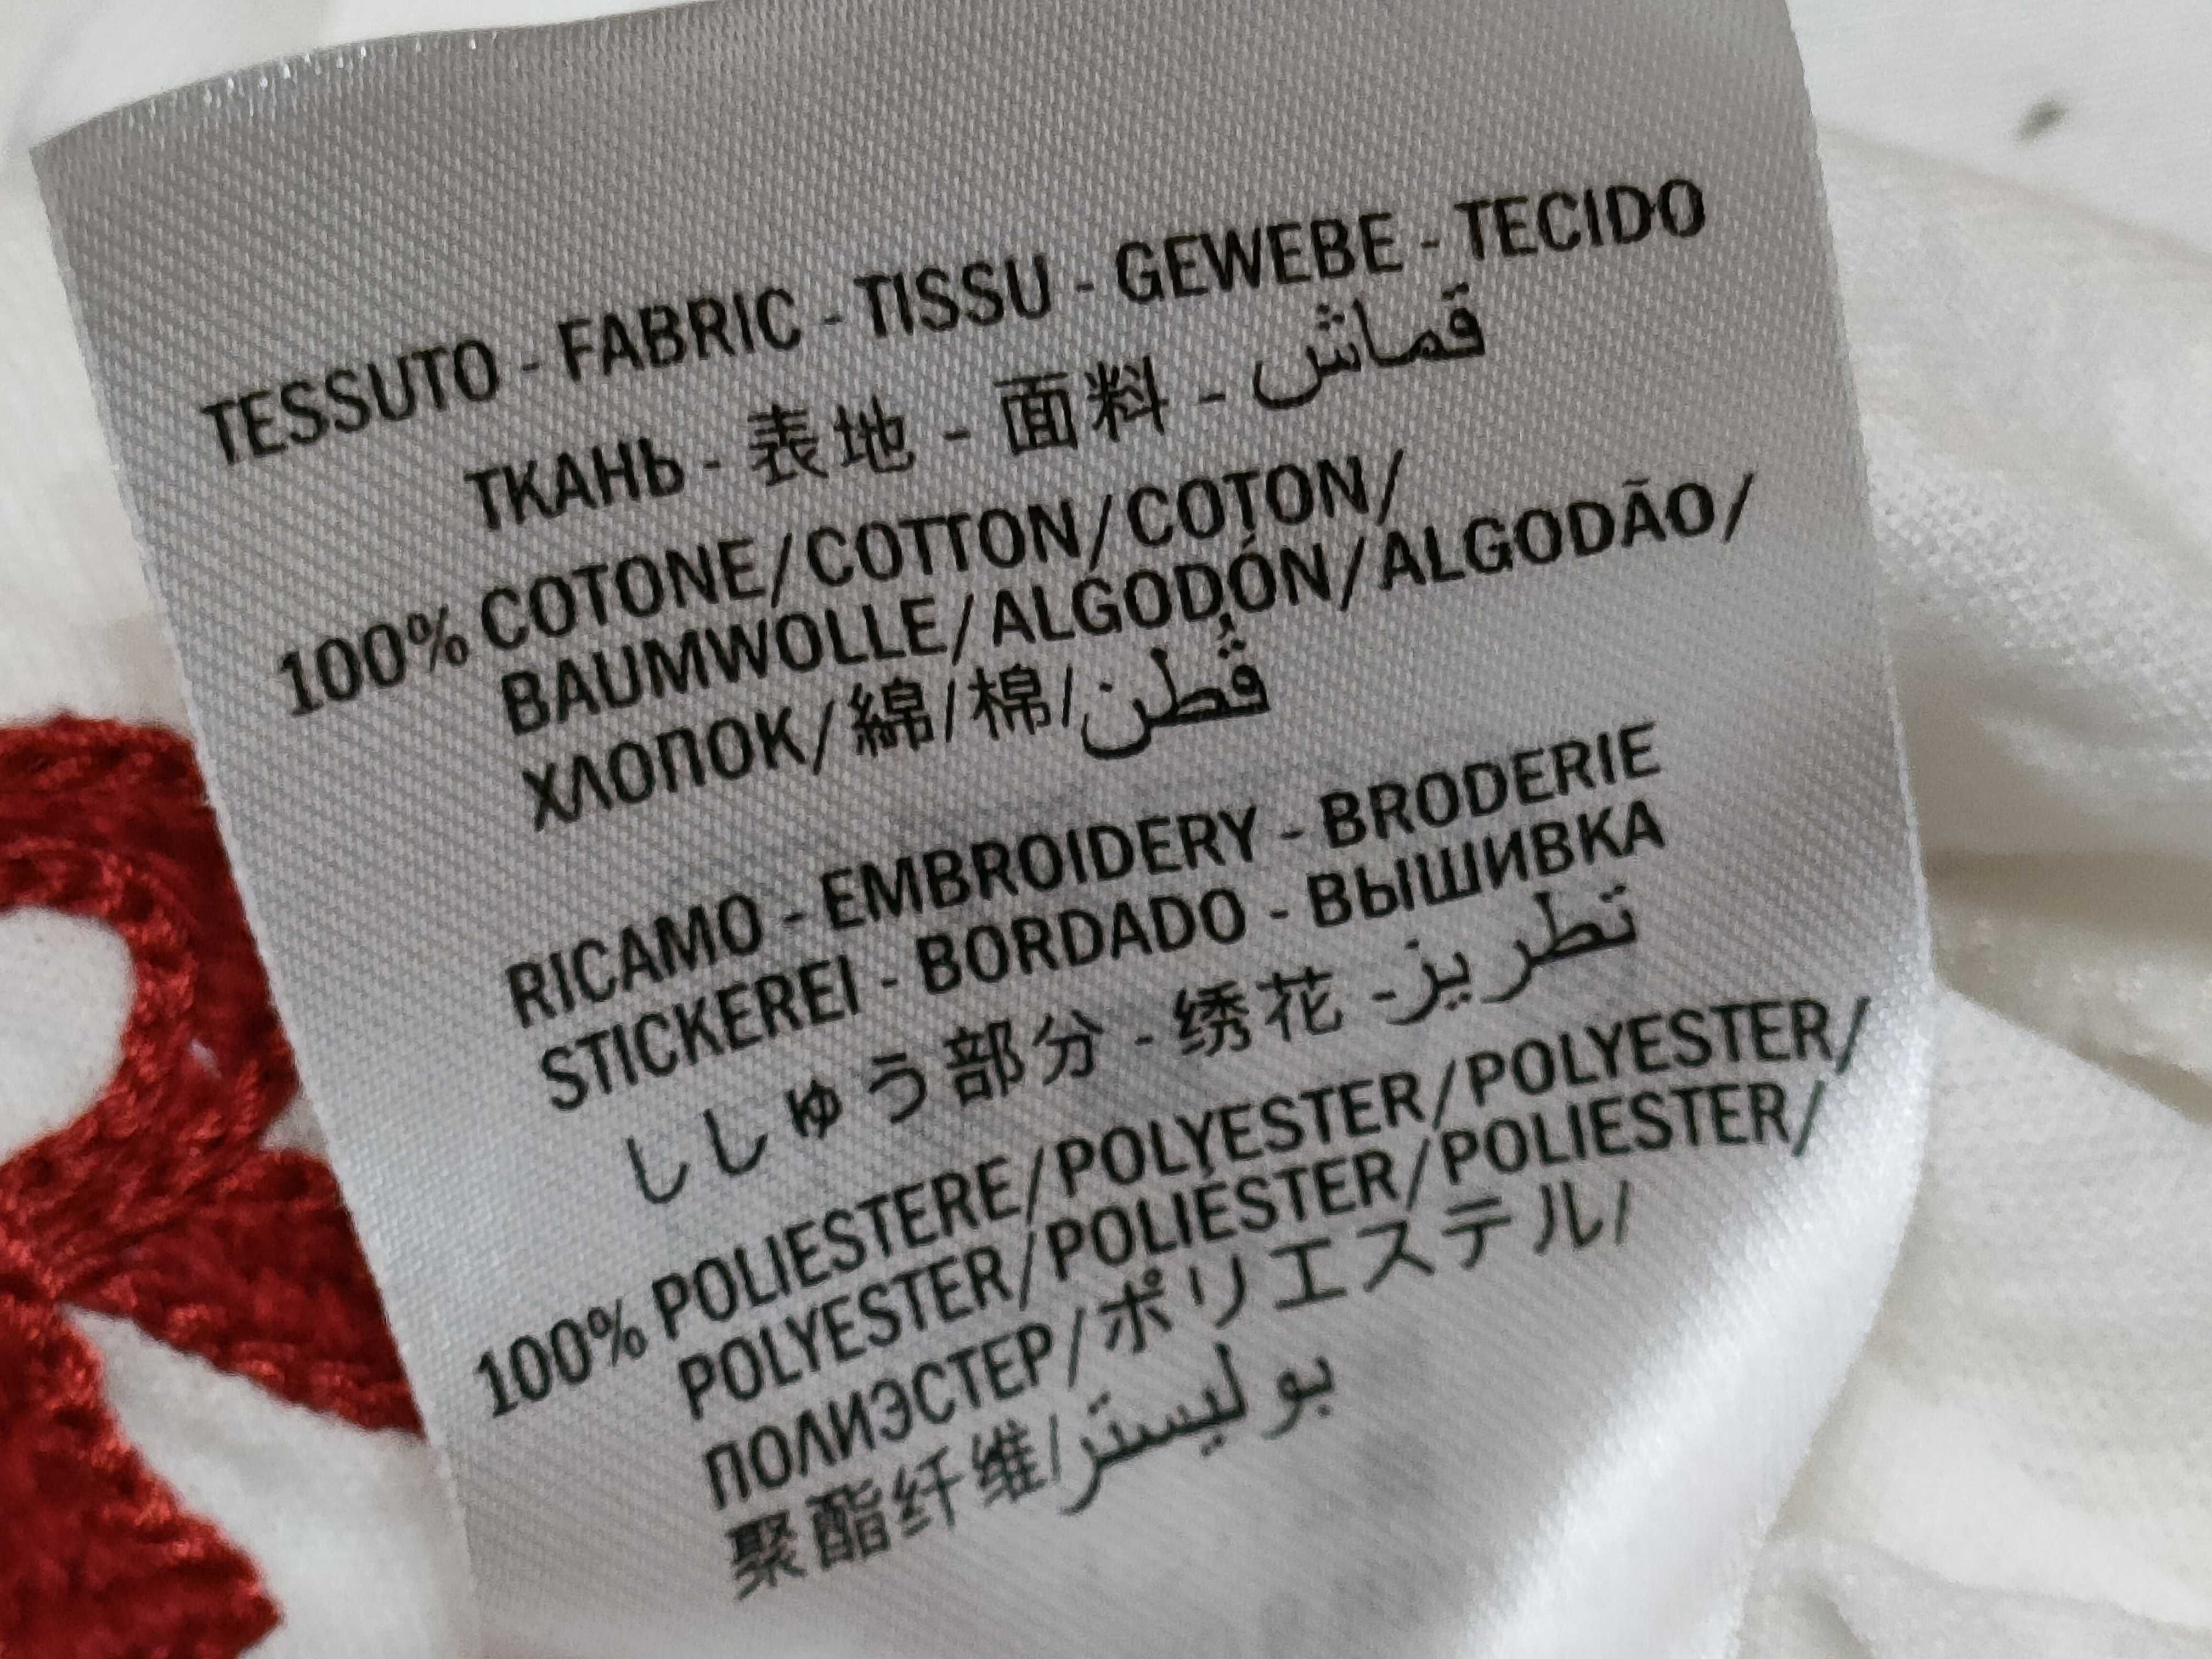 TESSUTO - FABRIC - TISSU - GEWEBE - TECIDO
ТКАНЬ - 表地 - 面料 - قماش
100% COTONE/COTTON/COTON/
BAUMWOLLE/ALGODÓN/ALGODÃO/
ХЛОПОК/綿/棉/قُطن
RICAMO - EMBROIDERY - BRODERIE
STICKEREI - BORDADO - ВЫШИВКА
ししゅう部分 - 绣花 - تطريز
100% POLIESTERE/POLYESTER/POLYESTER/
POLYESTER/POLIÉSTER/POLIESTER/
ПОЛИЭСТЕР/ポリエステル/
聚酯纤维/بوليستر